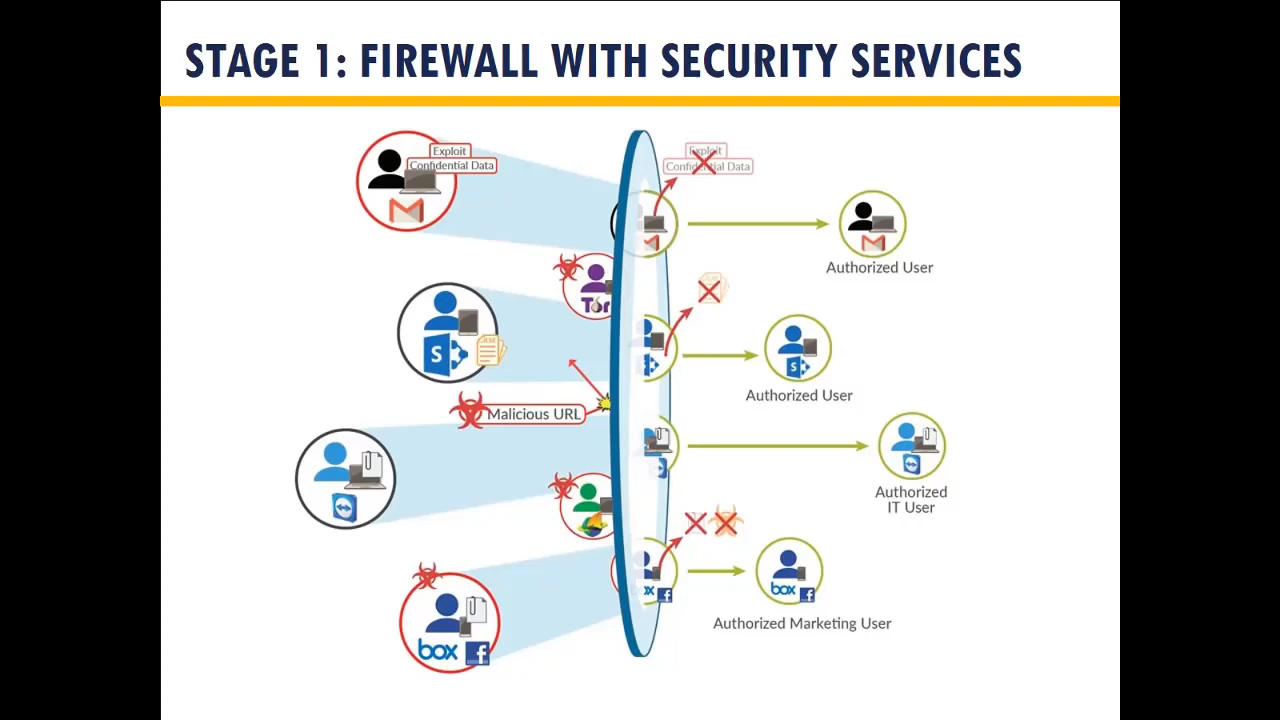 STAGE 1: FIREWALL WITH SECURITY SERVICES
Exploit
Confidential Data
Exploit
Confidential Data
Authorized User
Tor
S
Authorized User
S
Malicious URL
Authorized
IT User
box
f
box
f
Authorized Marketing User
box
f